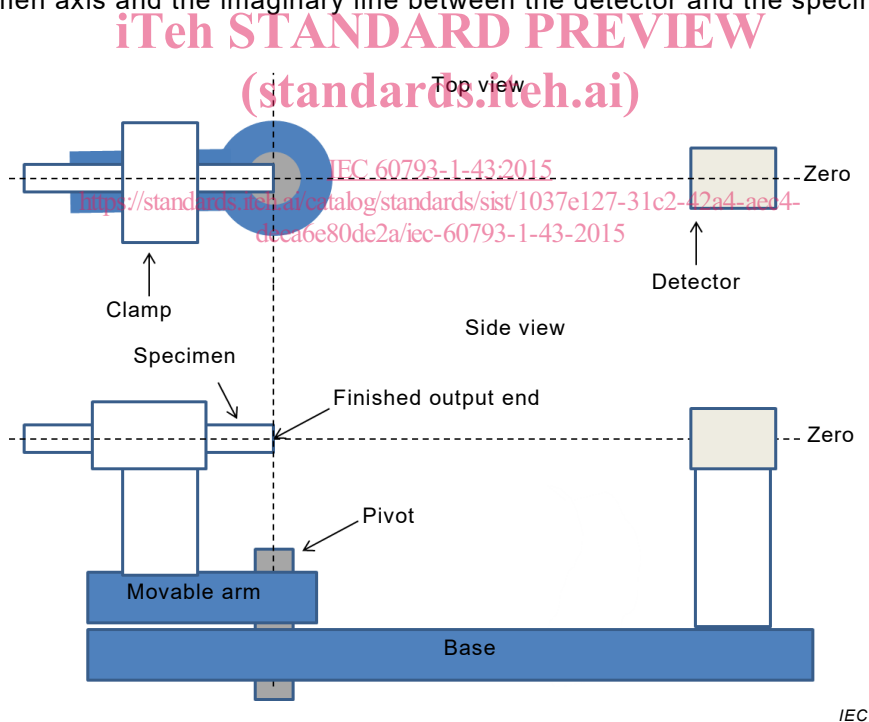 men axis and the imaginary line between the detector and the speci
iTeh STANDARD PREVIEW
(standards.iteh.ai)
Top view
IEC 60793-1-43:2015
Zero
https://standards.iteh.ai/catalog/standards/sist/1037e127-31c2-42a4-aec4-
deca6e80de2a/iec-60793-1-43-2015
Detector
Clamp
Side view
Specimen
Finished output end
Zero
Pivot
Movable arm
Base
IEC